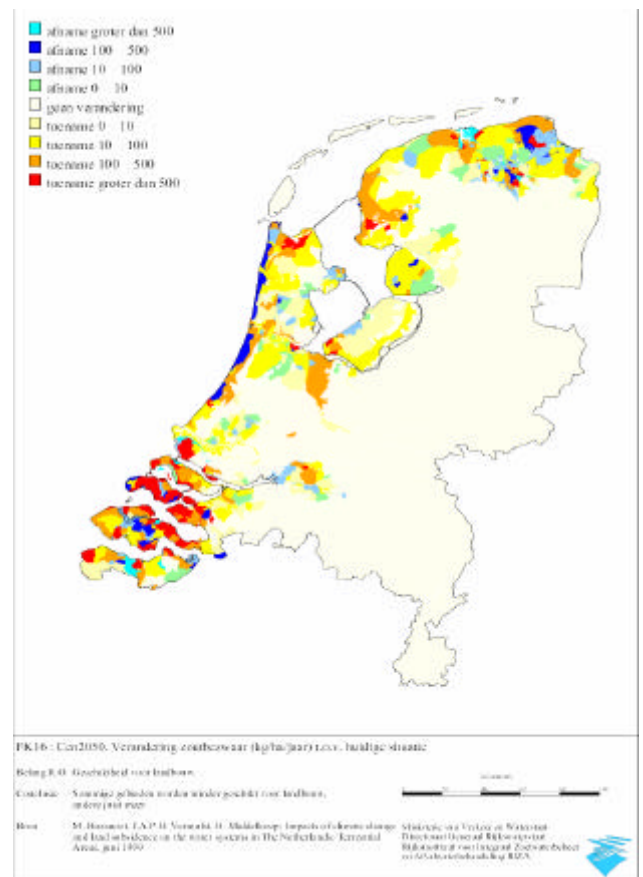 afname groter dan 500
afname 100 500
afname 10 100
afname 0 10
geen verandering
toename 0 10
toename 10 100
toename 100 500
toename groter dan 500
FK16 : Cen2050. Verandering zoutbezwaar (kg/ha/jaar) t.o.v. huidige situatie
Belang R.O. Geschiktheid voor landbouw.
Conclusie Sommige gebieden worden minder geschikt voor landbouw,
andere juist meer
Bron M. Haasnoot, J.A.P.H. Vermulst, H. Middelkoop: Impacts of climate change
and land subsidence on the water systems in The Netherlands. Terrestrial
Areas, juni 1999
Ministerie van Verkeer en Waterstaat
Directoraat Generaal Rijkswaterstaat
Rijksinstituut voor Integraal Zoetwaterbeheer
en Afvalwaterbehandeling RIZA